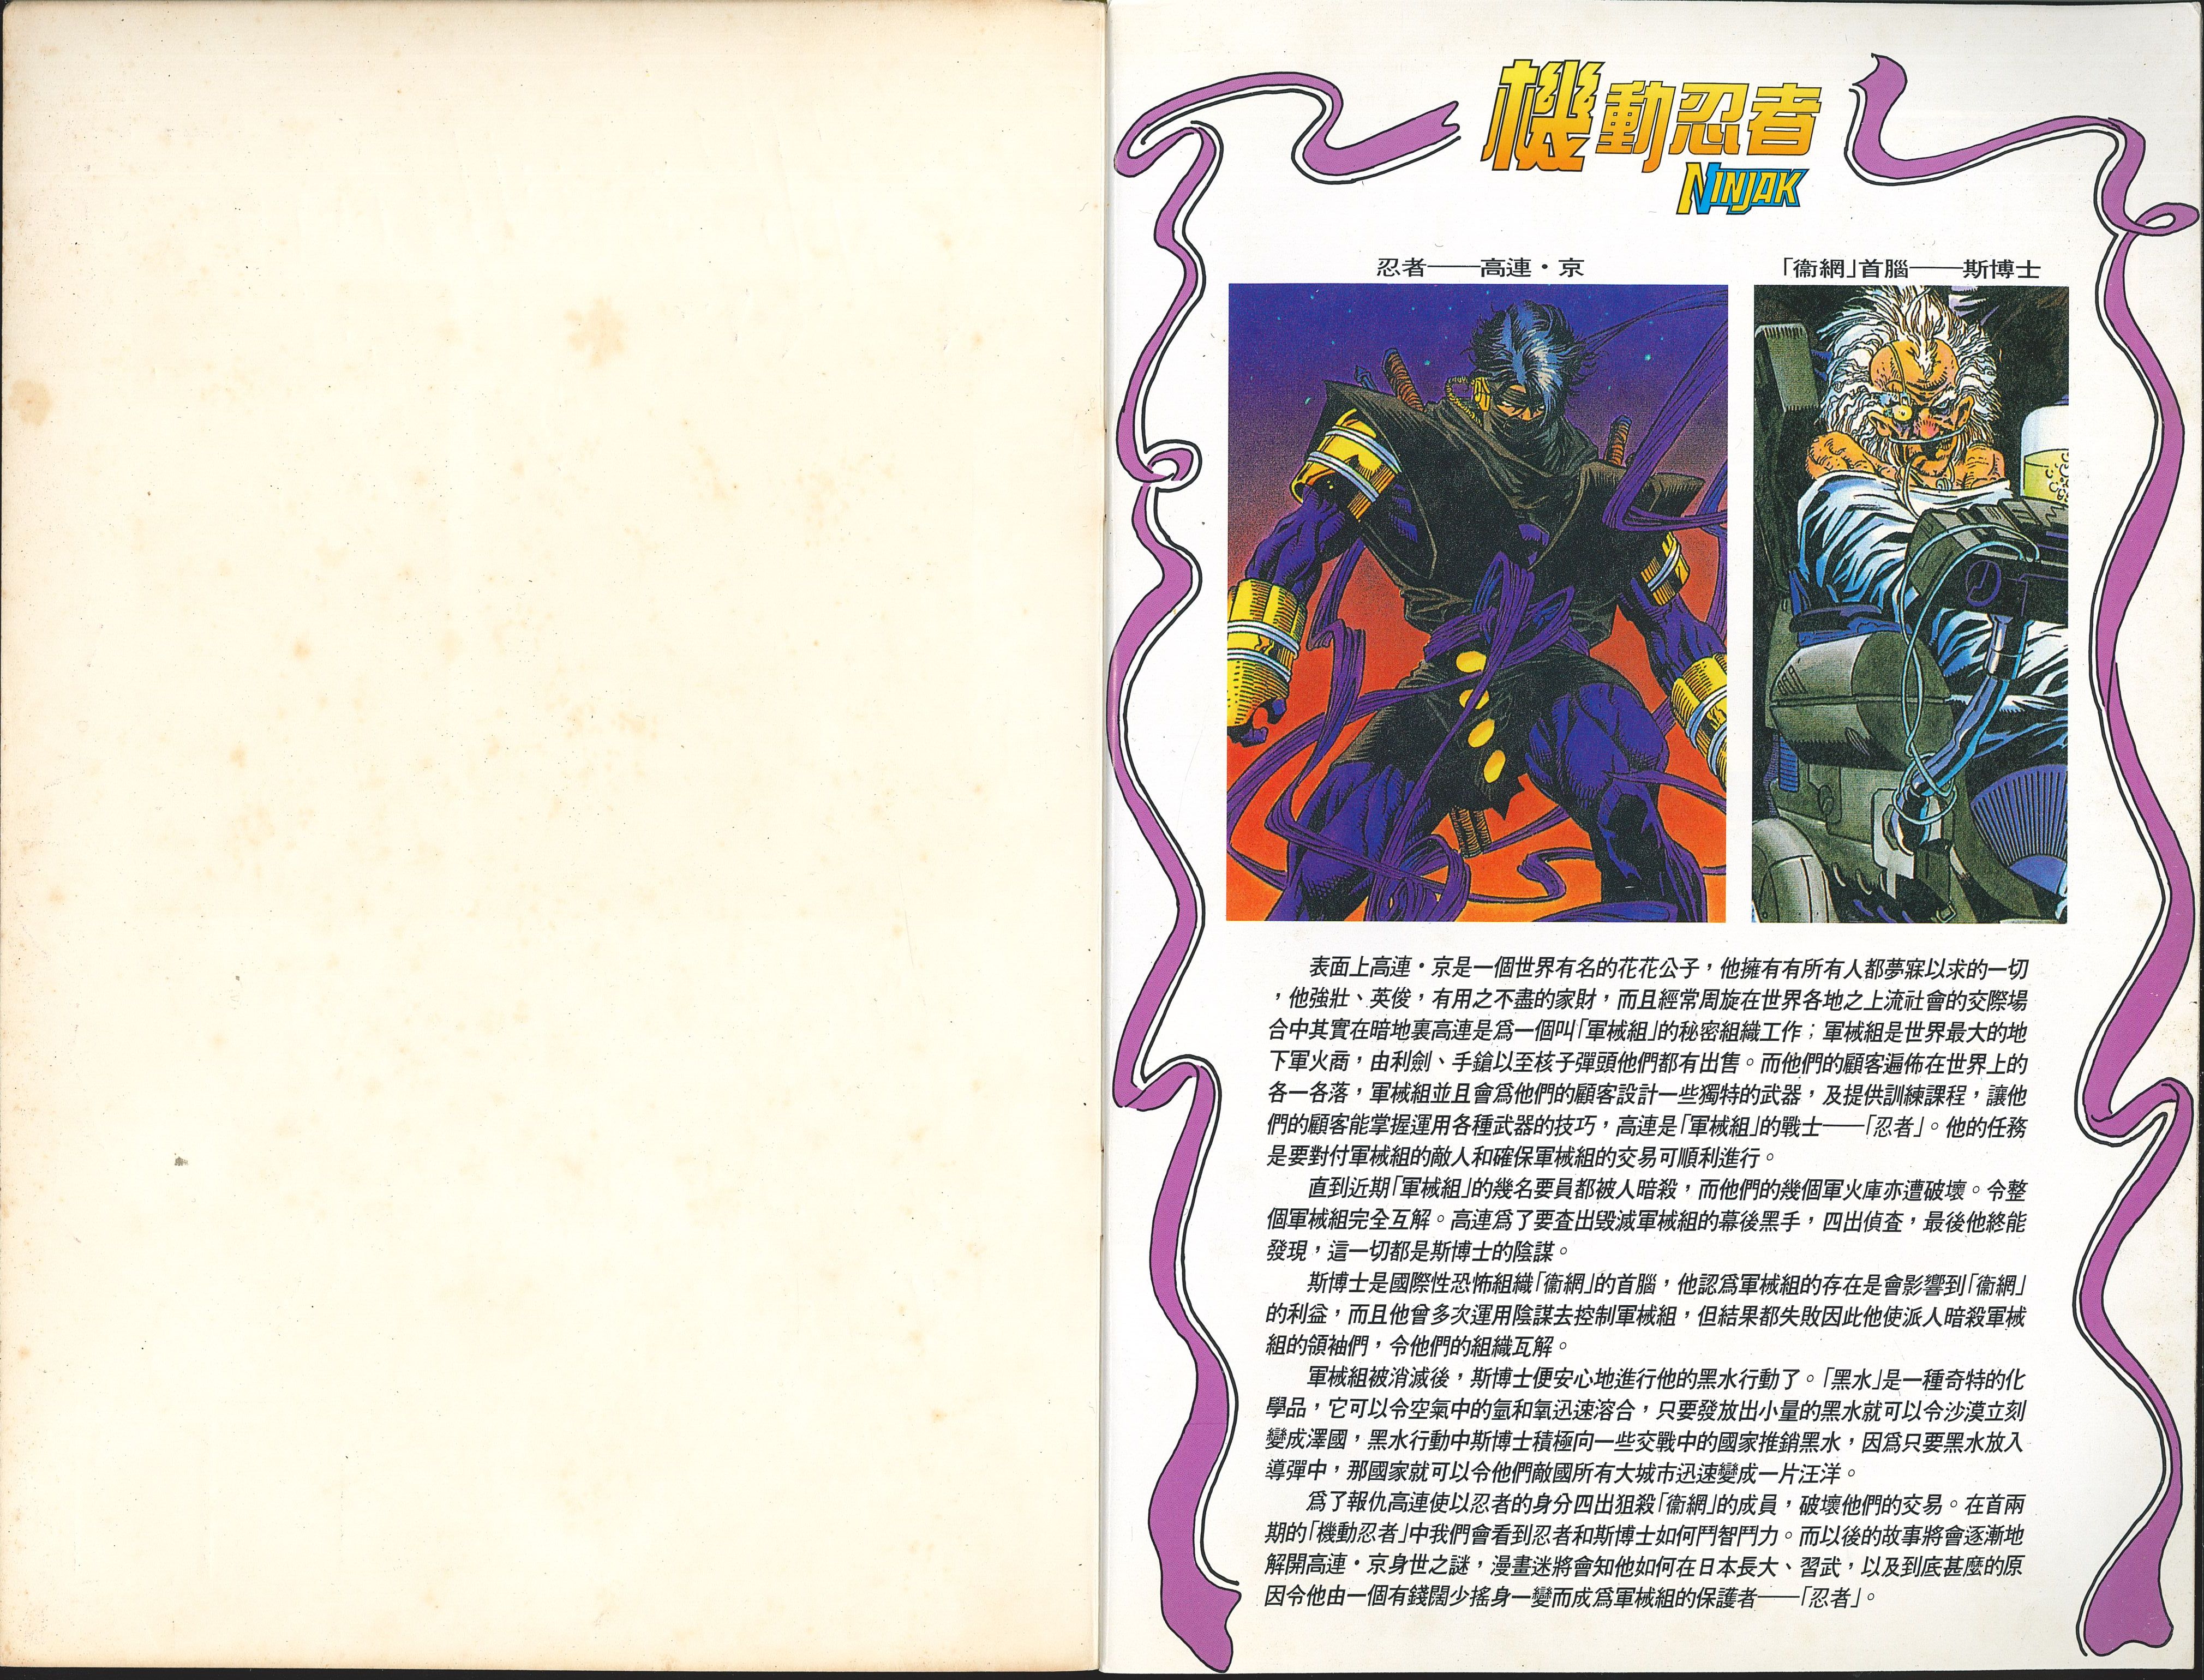 機動忍者
NINJAK
忍者——高連・京
「衞網」首腦——斯博士
表面上高連・京是一個世界有名的花花公子，他擁有有所有人都夢寐以求的一切
，他強壯、英俊，有用之不盡的家財，而且經常周旋在世界各地之上流社會的交際場
合中其實在暗地裏高連是爲一個叫「軍械組」的秘密組織工作；軍械組是世界最大的地
下軍火商，由利劍、手鎗以至核子彈頭他們都有出售。而他們的顧客遍佈在世界上的
各一各落，軍械組並且會爲他們的顧客設計一些獨特的武器，及提供訓練課程，讓他
們的顧客能掌握運用各種武器的技巧，高連是「軍械組」的戰士——「忍者」。他的任務
是要對付軍械組的敵人和確保軍械組的交易可順利進行。
直到近期「軍械組」的幾名要員都被人暗殺，而他們的幾個軍火庫亦遭破壞。令整
個軍械組完全互解。高連爲了要查出毀滅軍械組的幕後黑手，四出偵查，最後他終能
發現，這一切都是斯博士的陰謀。
斯博士是國際性恐怖組織「衞網」的首腦，他認爲軍械組的存在是會影響到「衞網」
的利益，而且他曾多次運用陰謀去控制軍械組，但結果都失敗因此他使派人暗殺軍械
組的領袖們，令他們的組織瓦解。
軍械組被消滅後，斯博士便安心地進行他的黑水行動了。「黑水」是一種奇特的化
學品，它可以令空氣中的氫和氧迅速溶合，只要發放出小量的黑水就可以令沙漠立刻
變成澤國，黑水行動中斯博士積極向一些交戰中的國家推銷黑水，因爲只要黑水放入
導彈中，那國家就可以令他們敵國所有大城市迅速變成一片汪洋。
爲了報仇高連使以忍者的身分四出狙殺「衞網」的成員，破壞他們的交易。在首兩
期的「機動忍者」中我們會看到忍者和斯博士如何鬥智鬥力。而以後的故事將會逐漸地
解開高連・京身世之謎，漫畫迷將會知他如何在日本長大、習武，以及到底甚麼的原
因令他由一個有錢闊少搖身一變而成爲軍械組的保護者——「忍者」。